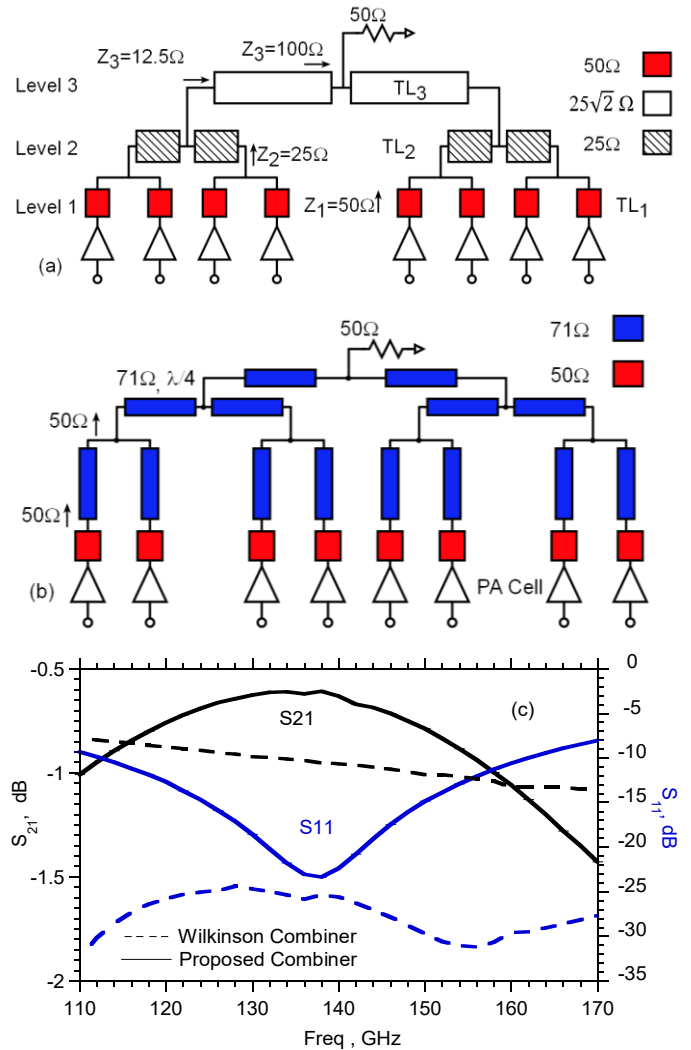 50Ω
Z3=12.5Ω
Z3=100Ω
50Ω
Level 3
TL3
25√2 Ω
Level 2
Z2=25Ω
TL2
25Ω
Level 1
Z1=50Ω
TL1
(a)
50Ω
71Ω
71Ω, λ/4
50Ω
50Ω
50Ω
(b)
PA Cell
-0.5
0
(c)
S21
-5
-10
-1
S21, dB
-15
S11, dB
S11
-20
-1.5
-25
Wilkinson Combiner
-30
Proposed Combiner
-2
-35
110 120 130 140 150 160 170
Freq , GHz